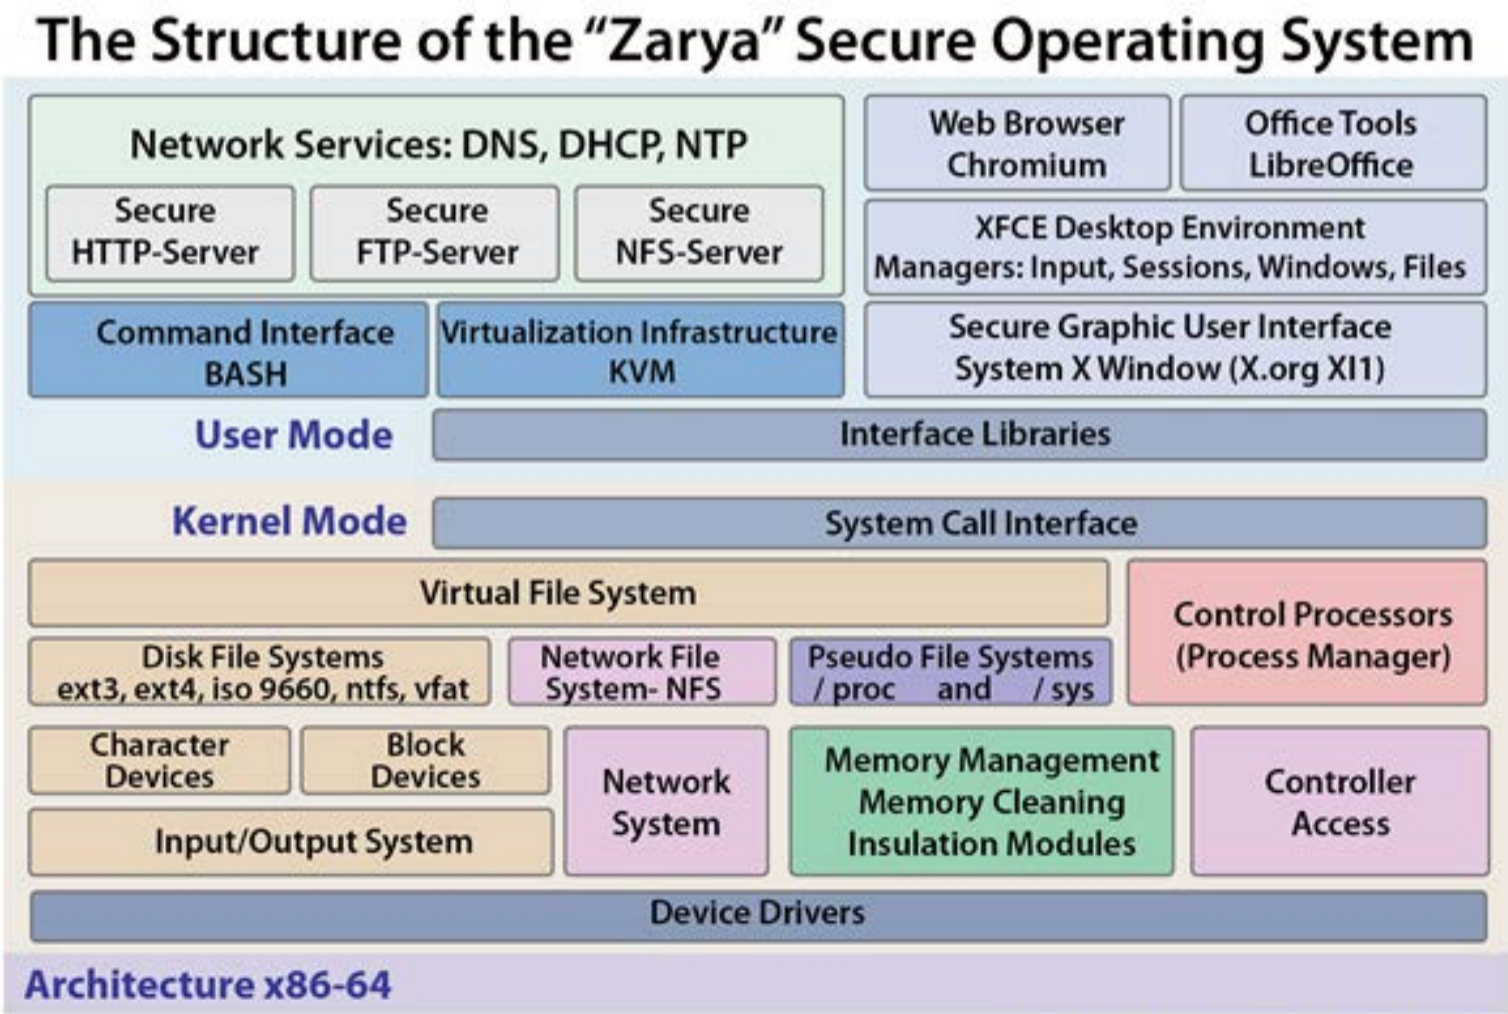 The Structure of the “Zarya” Secure Operating System
Network Services: DNS, DHCP, NTP
Secure
HTTP-Server
Secure
FTP-Server
Secure
NFS-Server
Web Browser
Chromium
Office Tools
LibreOffice
XFCE Desktop Environment
Managers: Input, Sessions, Windows, Files
Command Interface
BASH
Virtualization Infrastructure
KVM
Secure Graphic User Interface
System X Window (X.org XI1)
User Mode
Interface Libraries
Kernel Mode
System Call Interface
Virtual File System
Control Processors
(Process Manager)
Disk File Systems
ext3, ext4, iso 9660, ntfs, vfat
Network File
System- NFS
Pseudo File Systems
/ proc and / sys
Character
Devices
Block
Devices
Input/Output System
Network
System
Memory Management
Memory Cleaning
Insulation Modules
Controller
Access
Device Drivers
Architecture x86-64